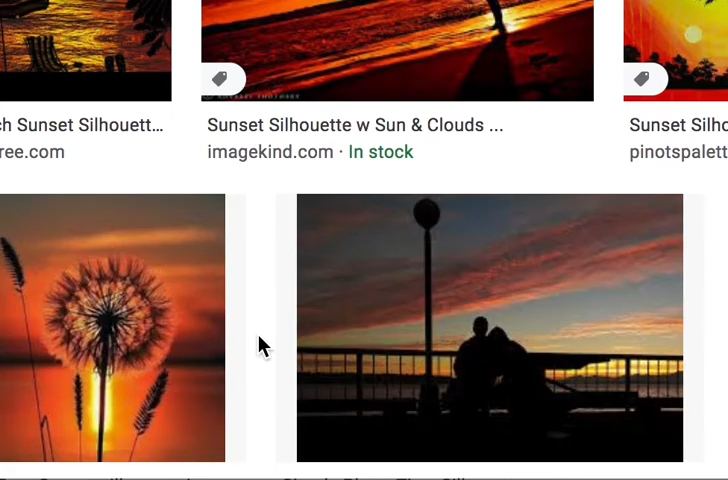 ch Sunset Silhouett...
Sunset Silhouette w Sun & Clouds ...
Sunset Silho
ree.com
imagekind.com · In stock
pinotspalett